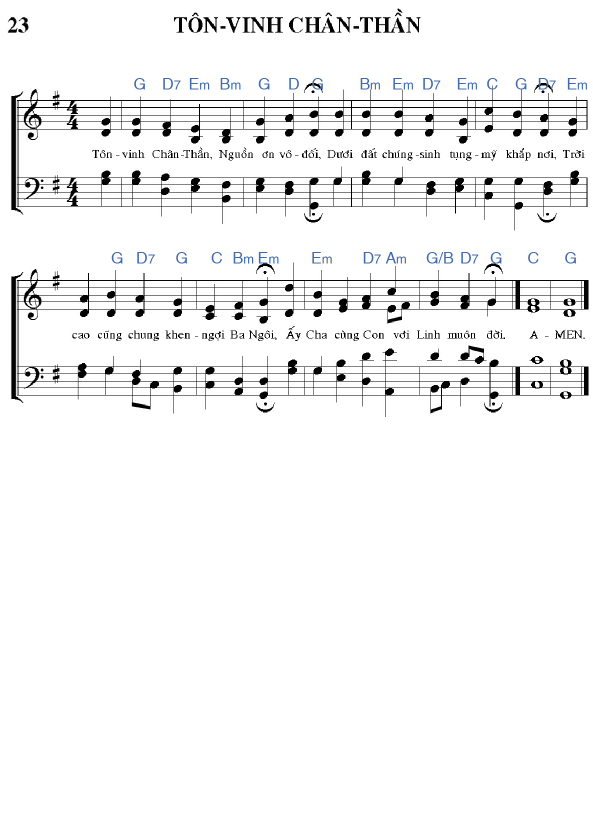 23 TÔN-VINH CHÂN-THẦN
G D7 Em Bm G D G Bm Em D7 Em C G D7 Em
4 4
Tôn-vinh Chân-Thần, Nguồn ơn vô-đối, Dưới đất chúng-sinh tụng-mỹ khắp nơi, Trời
4 4
G D7 G C Bm Em Em D7 Am G/B D7 G C G
cao cũng chung khen-ngợi Ba Ngôi, Ấy Cha cùng Con với Linh muôn đời. A-MEN.